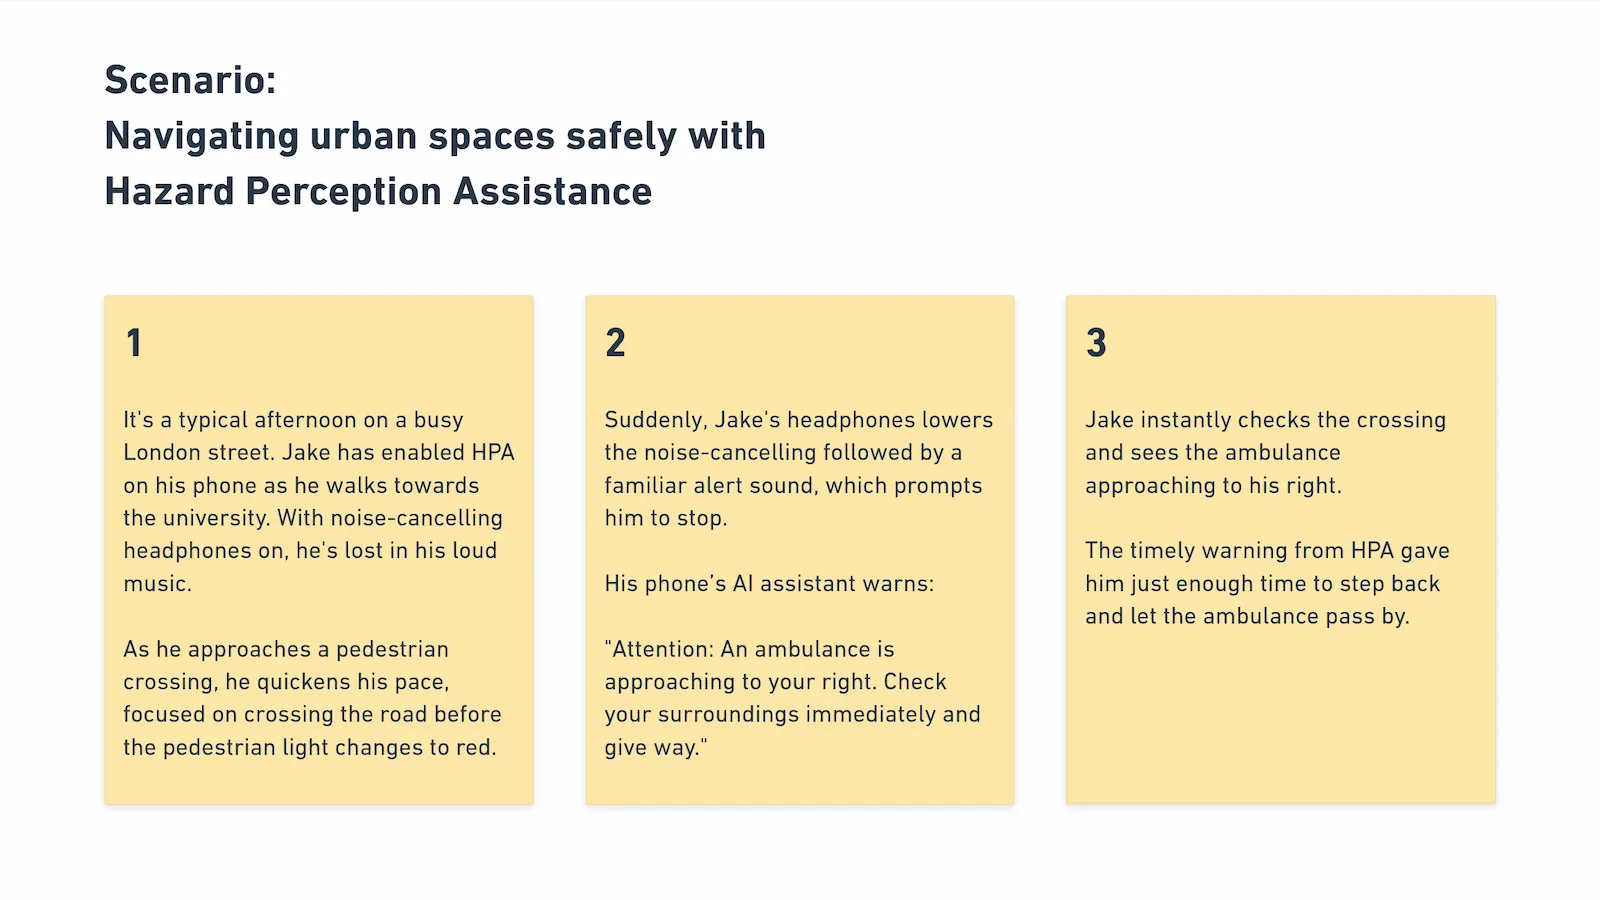 Scenario:
Navigating urban spaces safely with
Hazard Perception Assistance
1
It's a typical afternoon on a busy
London street. Jake has enabled HPA
on his phone as he walks towards
the university. With noise-cancelling
headphones on, he's lost in his loud
music.
As he approaches a pedestrian
crossing, he quickens his pace,
focused on crossing the road before
the pedestrian light changes to red.
2
Suddenly, Jake's headphones lowers
the noise-cancelling followed by a
familiar alert sound, which prompts
him to stop.
His phone’s AI assistant warns:
"Attention: An ambulance is
approaching to your right. Check
your surroundings immediately and
give way."
3
Jake instantly checks the crossing
and sees the ambulance
approaching to his right.
The timely warning from HPA gave
him just enough time to step back
and let the ambulance pass by.